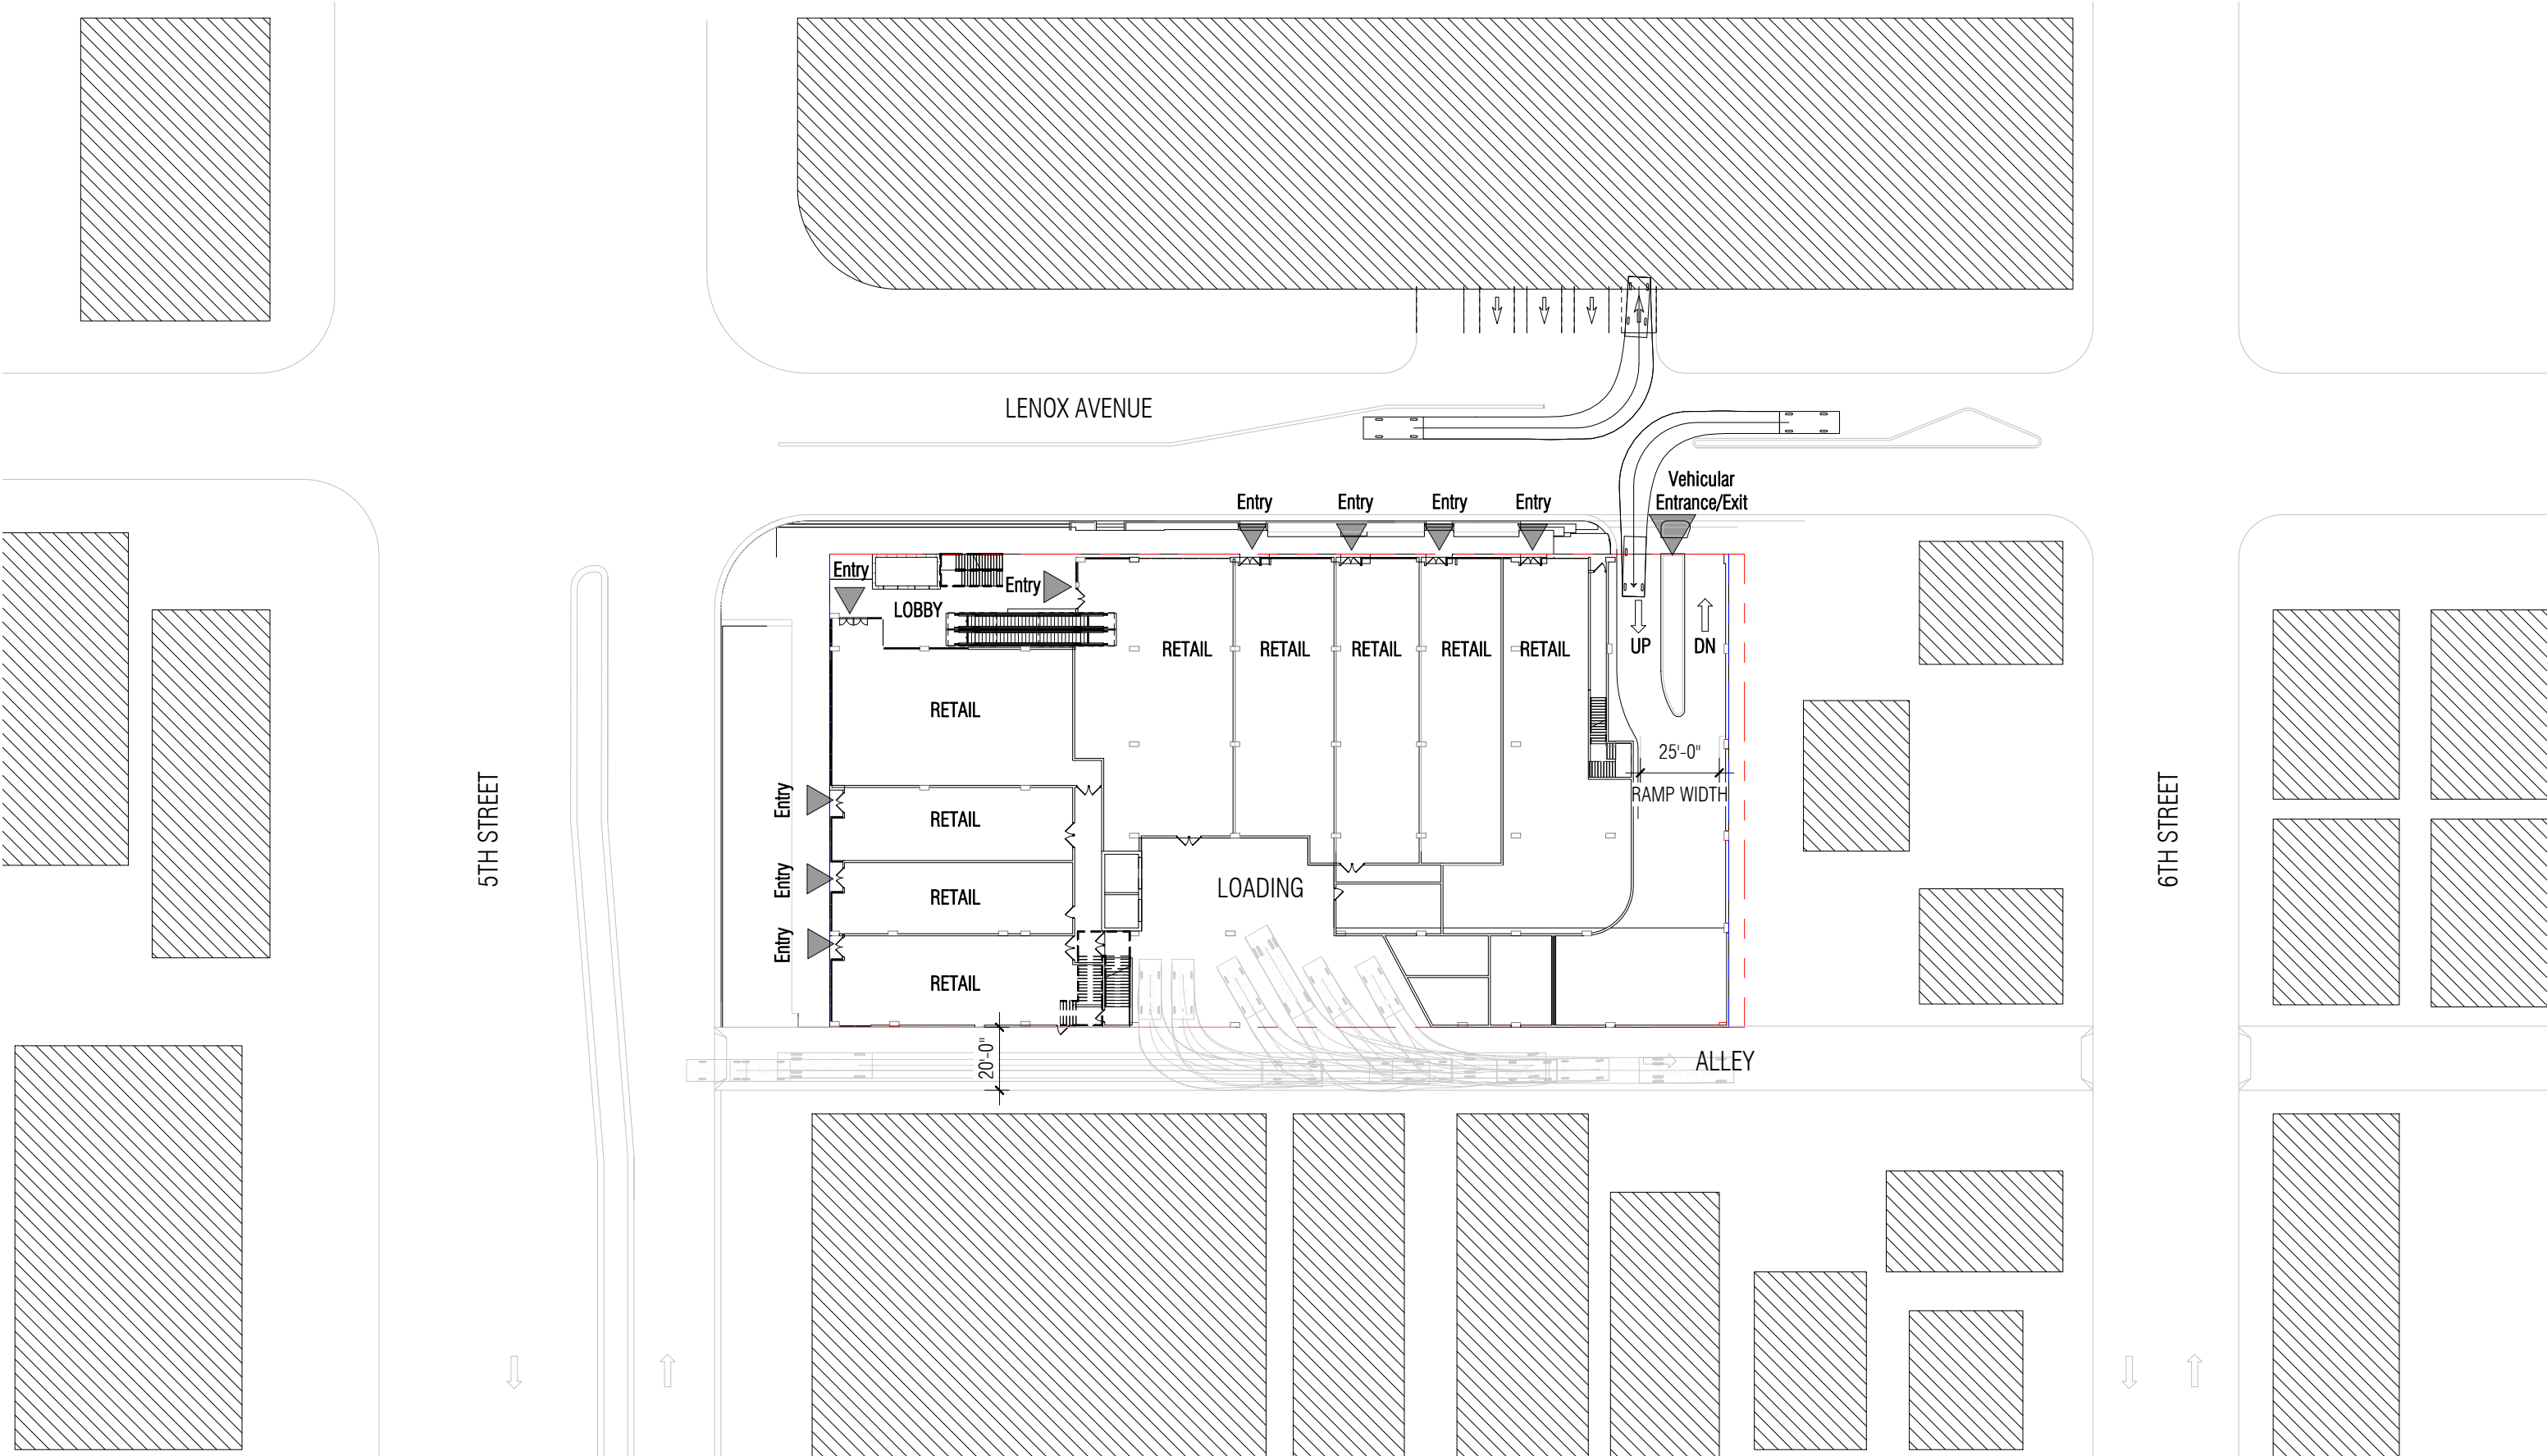 LENOX AVENUE
Vehicular
Entrance/Exit
Entry
Entry
Entry
Entry
Entry
Entry
LOBBY
UP
DN
RETAIL
RETAIL
RETAIL
RETAIL
RETAIL
RETAIL
25'-0"
RAMP WIDTH
5TH STREET
6TH STREET
Entry
RETAIL
Entry
RETAIL
LOADING
Entry
RETAIL
20'-0"
ALLEY